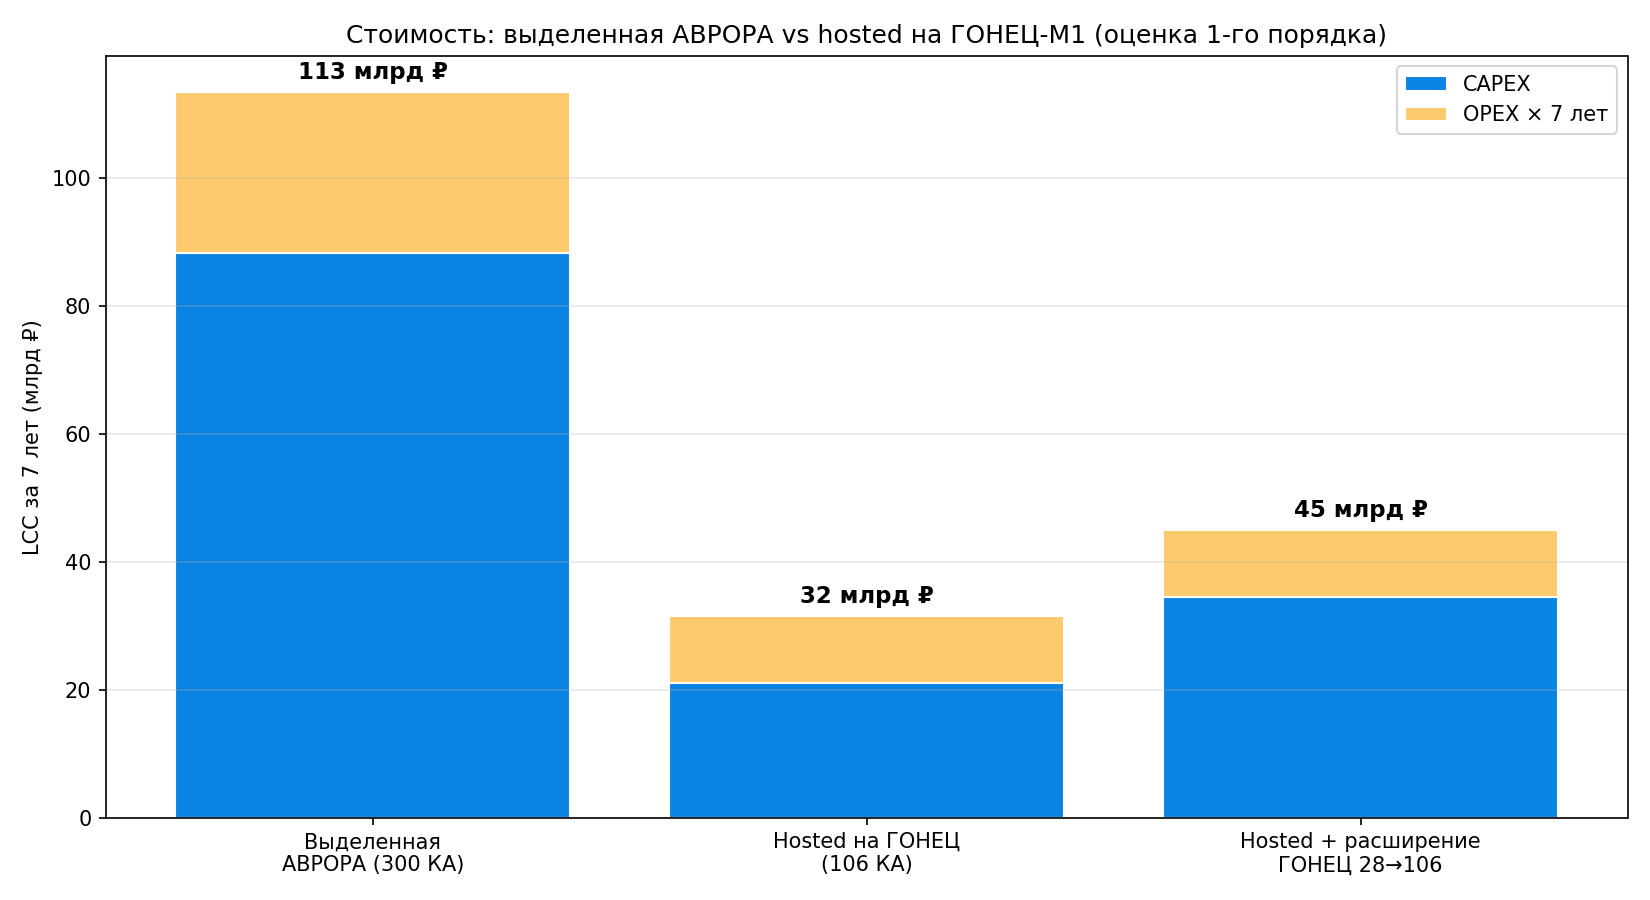 Стоимость: выделенная АВРОРА vs hosted на ГОНЕЦ-М1 (оценка 1-го порядка)
113 млрд ₽
CAPEX
OPEX × 7 лет
100
80
60
40
20
0
LCC за 7 лет (млрд ₽)
32 млрд ₽
45 млрд ₽
Выделенная
АВРОРА (300 КА)
Hosted на ГОНЕЦ
(106 КА)
Hosted + расширение
ГОНЕЦ 28→106